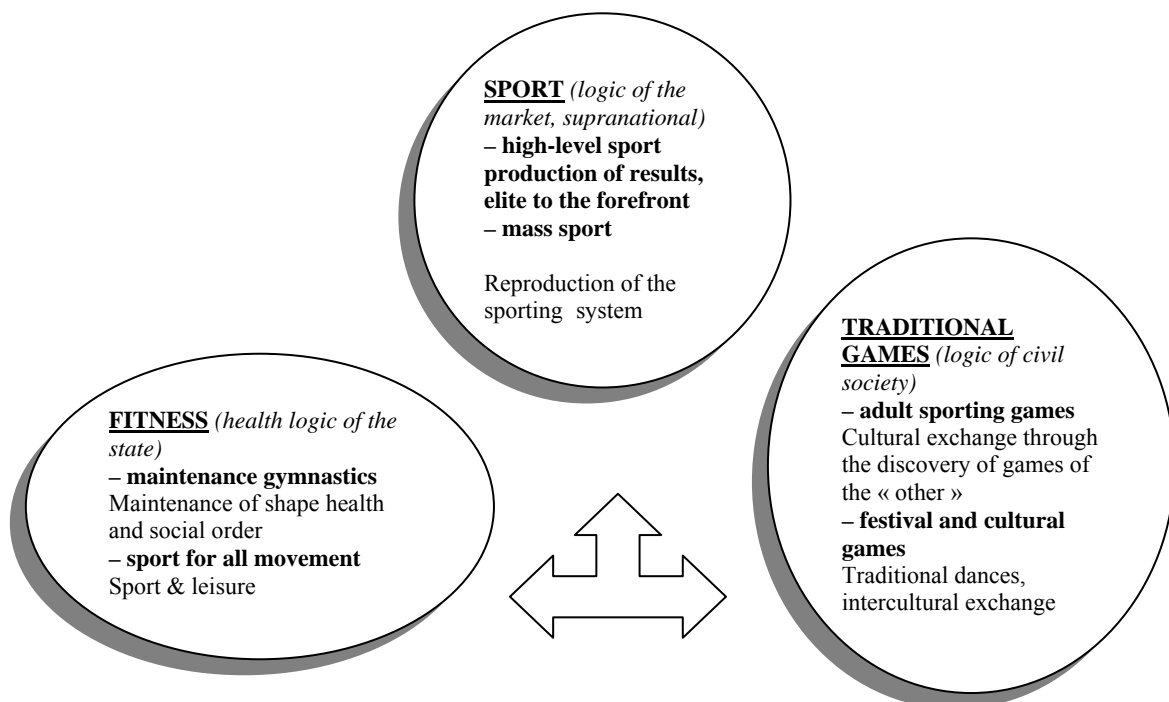 SPORT (logic of the
market, supranational)
– high-level sport
production of results,
elite to the forefront
– mass sport
Reproduction of the
sporting system
TRADITIONAL
GAMES (logic of civil
society)
– adult sporting games
Cultural exchange through
the discovery of games of
the « other »
– festival and cultural
games
Traditional dances,
intercultural exchange
FITNESS (health logic of the
state)
– maintenance gymnastics
Maintenance of shape health
and social order
– sport for all movement
Sport & leisure